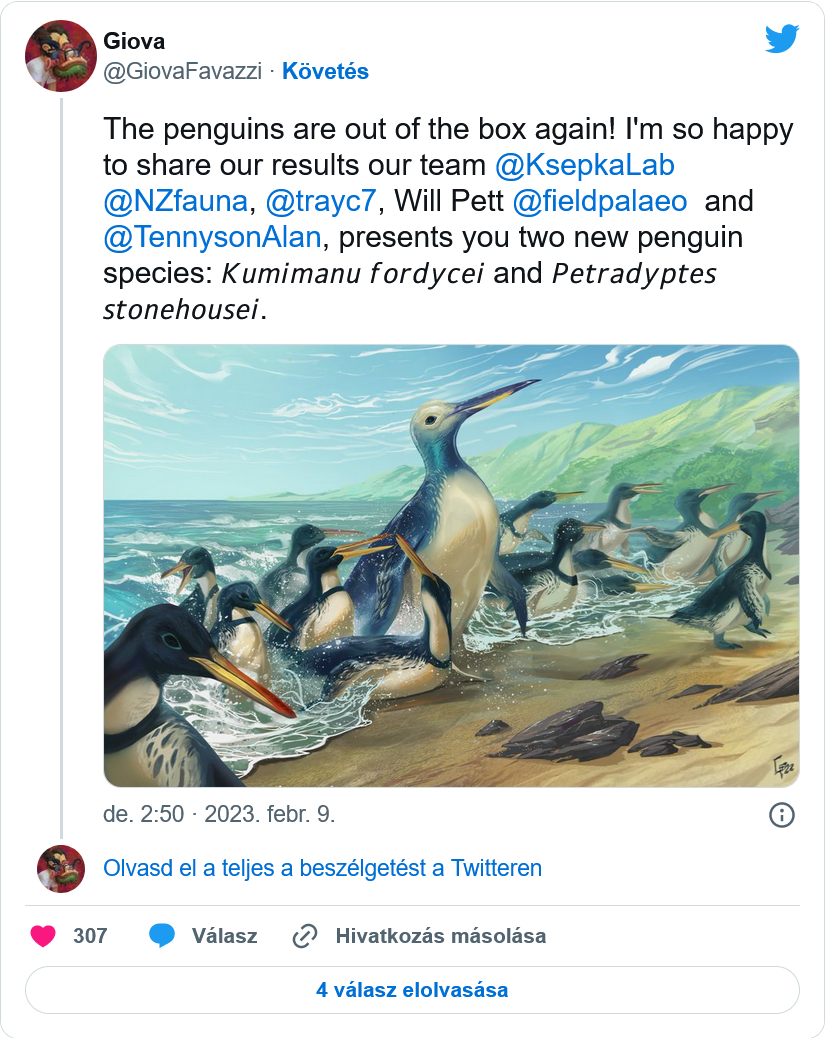 Giova
@GiovaFavazzi · Követés
The penguins are out of the box again! I'm so happy
to share our results our team @KsepkaLab
@NZfauna, @trayc7, Will Pett @fieldpalaeo and
@TennysonAlan, presents you two new penguin
species: 𝘒𝘶𝘮𝘪𝘮𝘢𝘯𝘶 𝘧𝘰𝘳𝘥𝘺𝘤𝘦𝘪 and 𝘗𝘦𝘵𝘳𝘢𝘥𝘺𝘱𝘵𝘦𝘴
𝘴𝘵𝘰𝘯𝘦𝘩𝘰𝘶𝘴𝘦𝘪.
de. 2:50 · 2023. febr. 9.
Olvasd el a teljes a beszélgetést a Twitteren
307 Válasz Hivatkozás másolása
4 válasz elolvasása